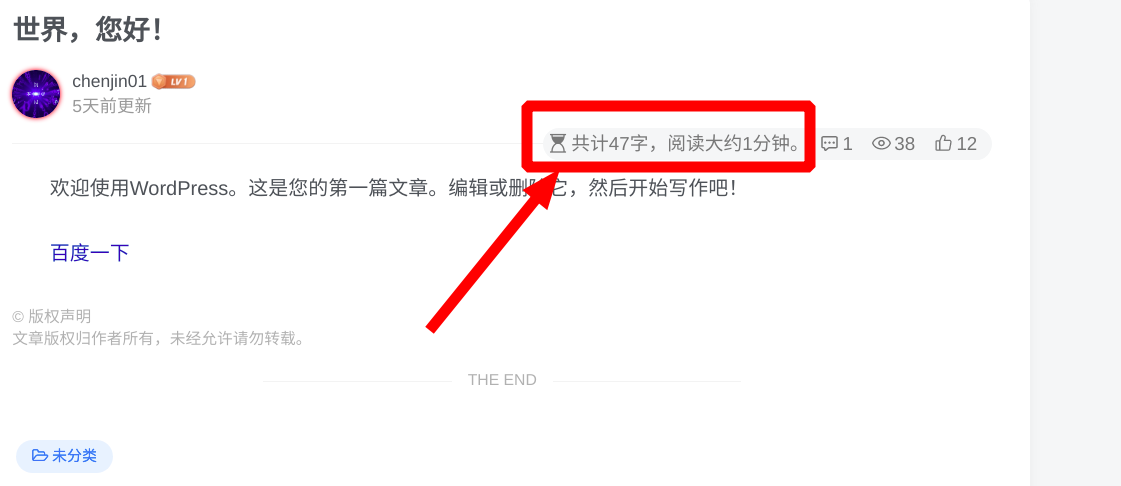 世界，您好！
chenjin01 LV1
5天前更新
共计47字，阅读大约1分钟。 1 38 12
欢迎使用WordPress。这是您的第一篇文章。编辑或删除它，然后开始写作吧！
百度一下
© 版权声明
文章版权归作者所有，未经允许请勿转载。
THE END
未分类